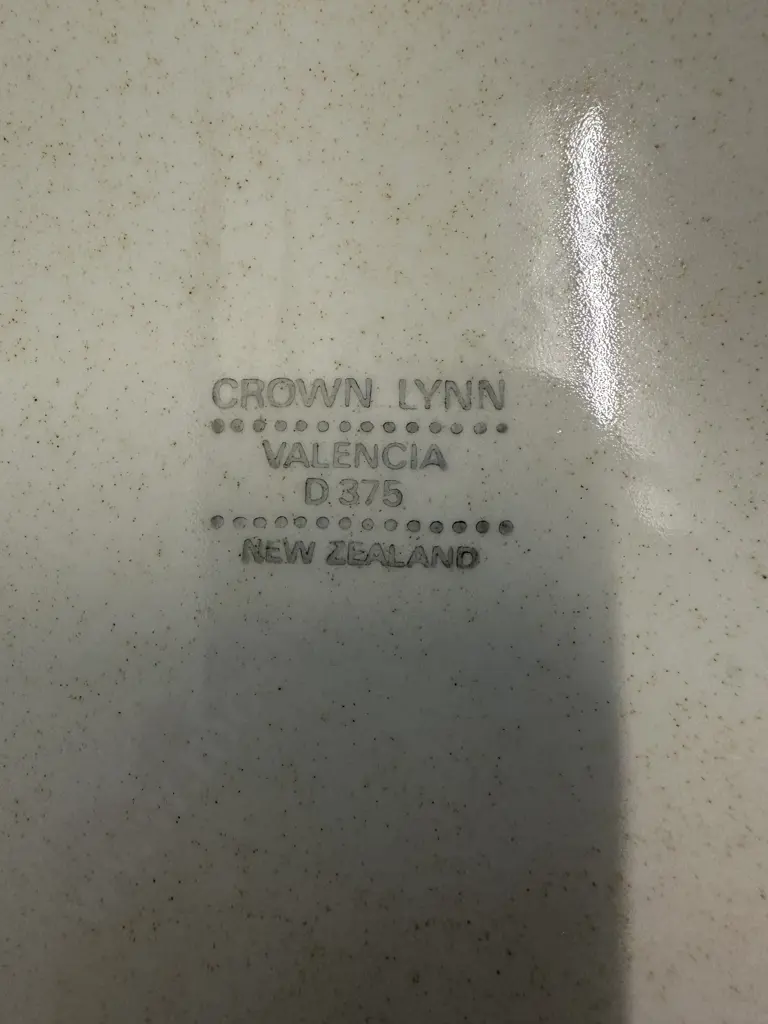 CROWN LYNN
VALENCIA
D.375
NEW ZEALAND